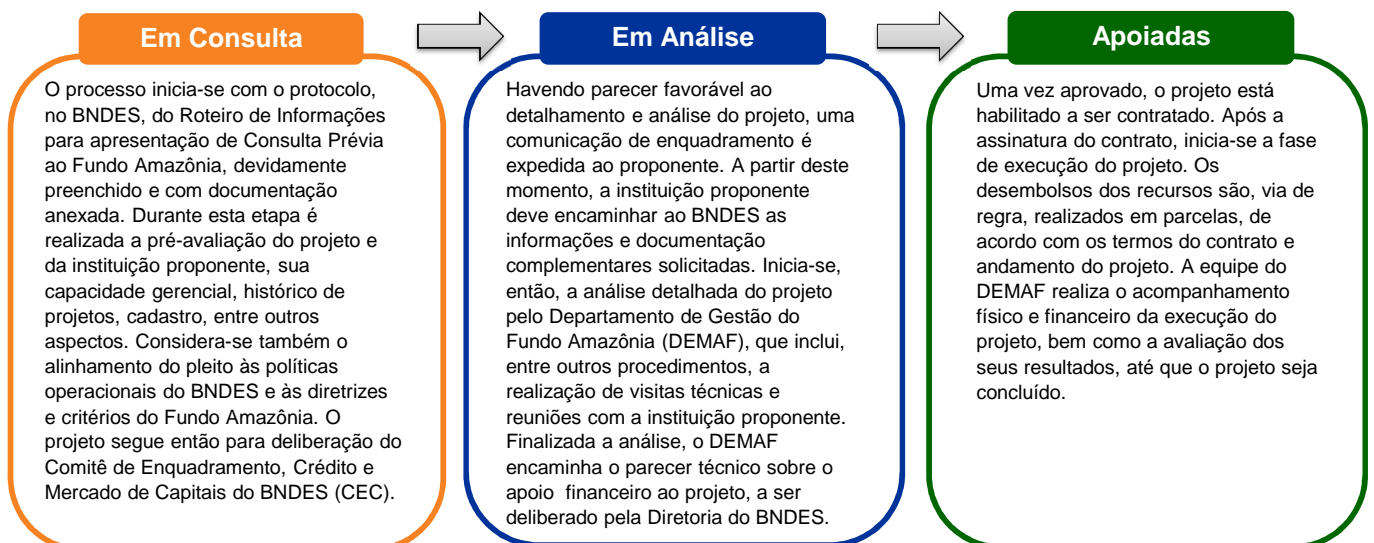 Em Consulta
O processo inicia-se com o protocolo,
no BNDES, do Roteiro de Informações
para apresentação de Consulta Prévia
ao Fundo Amazônia, devidamente
preenchido e com documentação
anexada. Durante esta etapa é
realizada a pré-avaliação do projeto e
da instituição proponente, sua
capacidade gerencial, histórico de
projetos, cadastro, entre outros
aspectos. Considera-se também o
alinhamento do pleito às políticas
operacionais do BNDES e às diretrizes
e critérios do Fundo Amazônia. O
projeto segue então para deliberação do
Comitê de Enquadramento, Crédito e
Mercado de Capitais do BNDES (CEC).
Em Análise
Havendo parecer favorável ao
detalhamento e análise do projeto, uma
comunicação de enquadramento é
expedida ao proponente. A partir deste
momento, a instituição proponente
deve encaminhar ao BNDES as
informações e documentação
complementares solicitadas. Inicia-se,
então, a análise detalhada do projeto
pelo Departamento de Gestão do
Fundo Amazônia (DEMAF), que inclui,
entre outros procedimentos, a
realização de visitas técnicas e
reuniões com a instituição proponente.
Finalizada a análise, o DEMAF
encaminha o parecer técnico sobre o
apoio financeiro ao projeto, a ser
deliberado pela Diretoria do BNDES.
Apoiadas
Uma vez aprovado, o projeto está
habilitado a ser contratado. Após a
assinatura do contrato, inicia-se a fase
de execução do projeto. Os
desembolsos dos recursos são, via de
regra, realizados em parcelas, de
acordo com os termos do contrato e
andamento do projeto. A equipe do
DEMAF realiza o acompanhamento
físico e financeiro da execução do
projeto, bem como a avaliação dos
seus resultados, até que o projeto seja
concluído.